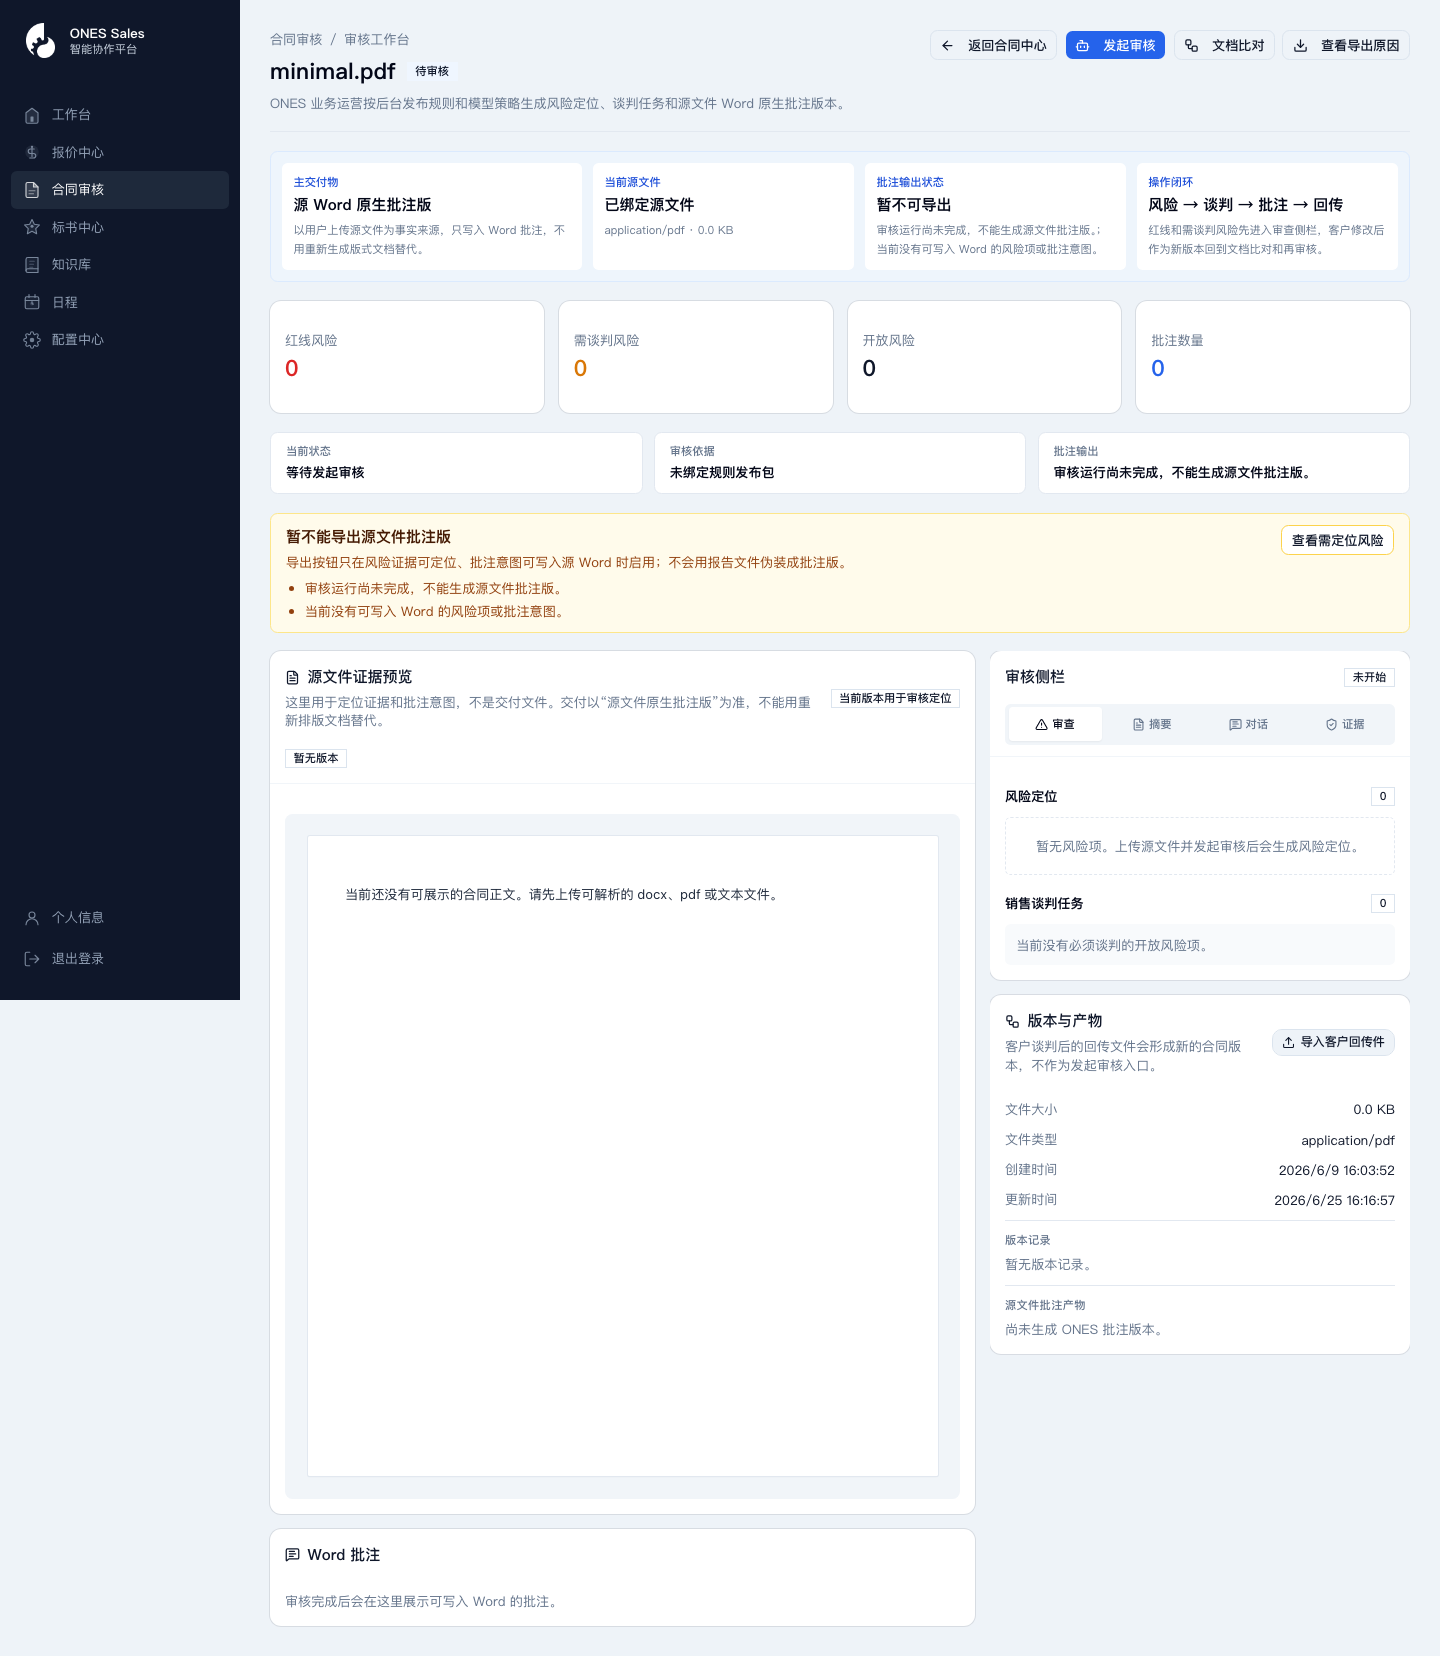 ONES Sales
智能协作平台
工作台
报价中心
合同审核
标书中心
知识库
日程
配置中心
个人信息
退出登录
合同审核 / 审核工作台
minimal.pdf 待审核
ONES 业务运营按后台发布规则和模型策略生成风险定位、谈判任务和源文件 Word 原生批注版本。
返回合同中心
发起审核
文档比对
查看导出原因
主交付物
源 Word 原生批注版
以用户上传源文件为事实来源，只写入 Word 批注，不
用重新生成版式文档替代。
当前源文件
已绑定源文件
application/pdf · 0.0 KB
批注输出状态
暂不可导出
审核运行尚未完成，不能生成源文件批注版。；
当前没有可写入 Word 的风险项或批注意图。
操作闭环
风险 → 谈判 → 批注 → 回传
红线和需谈判风险先进入审查侧栏，客户修改后
作为新版本回到文档比对和再审核。
红线风险
0
需谈判风险
0
开放风险
0
批注数量
0
当前状态
等待发起审核
审核依据
未绑定规则发布包
批注输出
审核运行尚未完成，不能生成源文件批注版。
暂不能导出源文件批注版
导出按钮只在风险证据可定位、批注意图可写入源 Word 时启用；不会用报告文件伪装成批注版。
• 审核运行尚未完成，不能生成源文件批注版。
• 当前没有可写入 Word 的风险项或批注意图。
查看需定位风险
源文件证据预览
这里用于定位证据和批注意图，不是交付文件。交付以“源文件原生批注版”为准，不能用重
新排版文档替代。
当前版本用于审核定位
暂无版本
当前还没有可展示的合同正文。请先上传可解析的 docx、pdf 或文本文件。
Word 批注
审核完成后会在这里展示可写入 Word 的批注。
审核侧栏
未开始
审查
摘要
对话
证据
风险定位
0
暂无风险项。上传源文件并发起审核后会生成风险定位。
销售谈判任务
0
当前没有必须谈判的开放风险项。
版本与产物
客户谈判后的回传文件会形成新的合同版
本，不作为发起审核入口。
导入客户回传件
文件大小 0.0 KB
文件类型 application/pdf
创建时间 2026/6/9 16:03:52
更新时间 2026/6/25 16:16:57
版本记录
暂无版本记录。
源文件批注产物
尚未生成 ONES 批注版本。